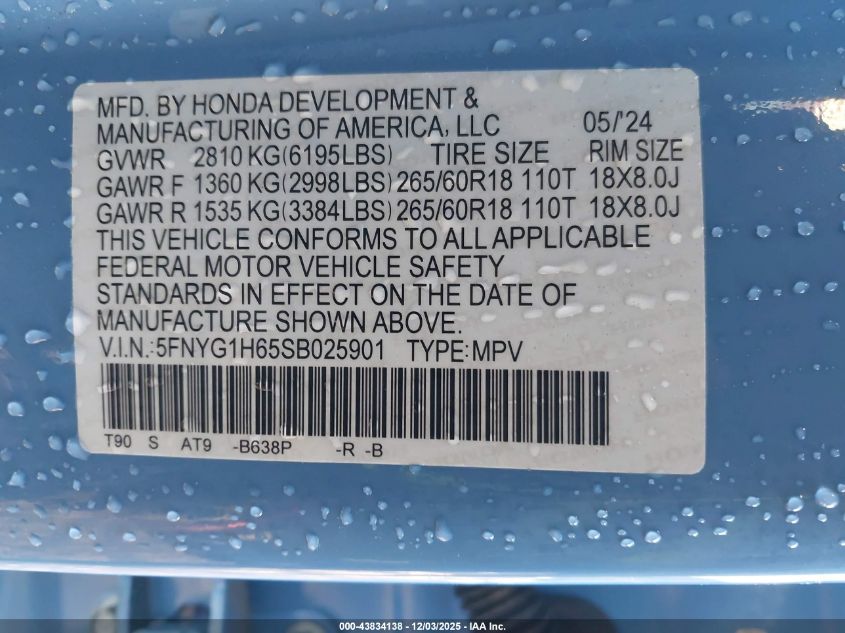 MFD. BY HONDA DEVELOPMENT &
MANUFACTURING OF AMERICA, LLC 05/'24
GVWR 2810 KG(6195LBS) TIRE SIZE RIM SIZE
GAWR F 1360 KG(2998LBS) 265/60R18 110T 18X8.0J
GAWR R 1535 KG(3384LBS) 265/60R18 110T 18X8.0J
THIS VEHICLE CONFORMS TO ALL APPLICABLE
FEDERAL MOTOR VEHICLE SAFETY
STANDARDS IN EFFECT ON THE DATE OF
MANUFACTURE SHOWN ABOVE.
V.I.N.:5FNYG1H65SB025901 TYPE:MPV
T90 S AT9 -B638P -R -B
000-43834138 - 12/03/2025 - IAA Inc.